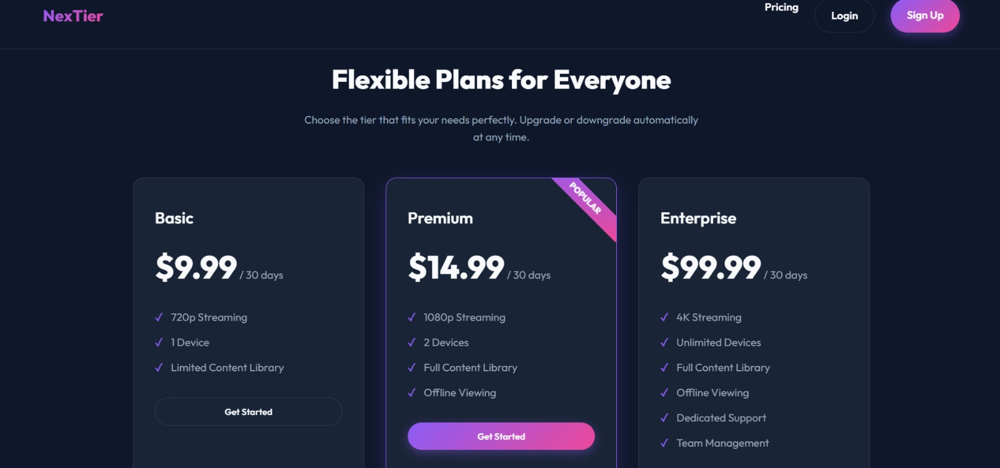 NexTier
Pricing
Login
Sign Up
Flexible Plans for Everyone
Choose the tier that fits your needs perfectly. Upgrade or downgrade automatically
at any time.
Basic
$9.99 / 30 days
✓ 720p Streaming
✓ 1 Device
✓ Limited Content Library
Get Started
POPULAR
Premium
$14.99 / 30 days
✓ 1080p Streaming
✓ 2 Devices
✓ Full Content Library
✓ Offline Viewing
Get Started
Enterprise
$99.99 / 30 days
✓ 4K Streaming
✓ Unlimited Devices
✓ Full Content Library
✓ Offline Viewing
✓ Dedicated Support
✓ Team Management